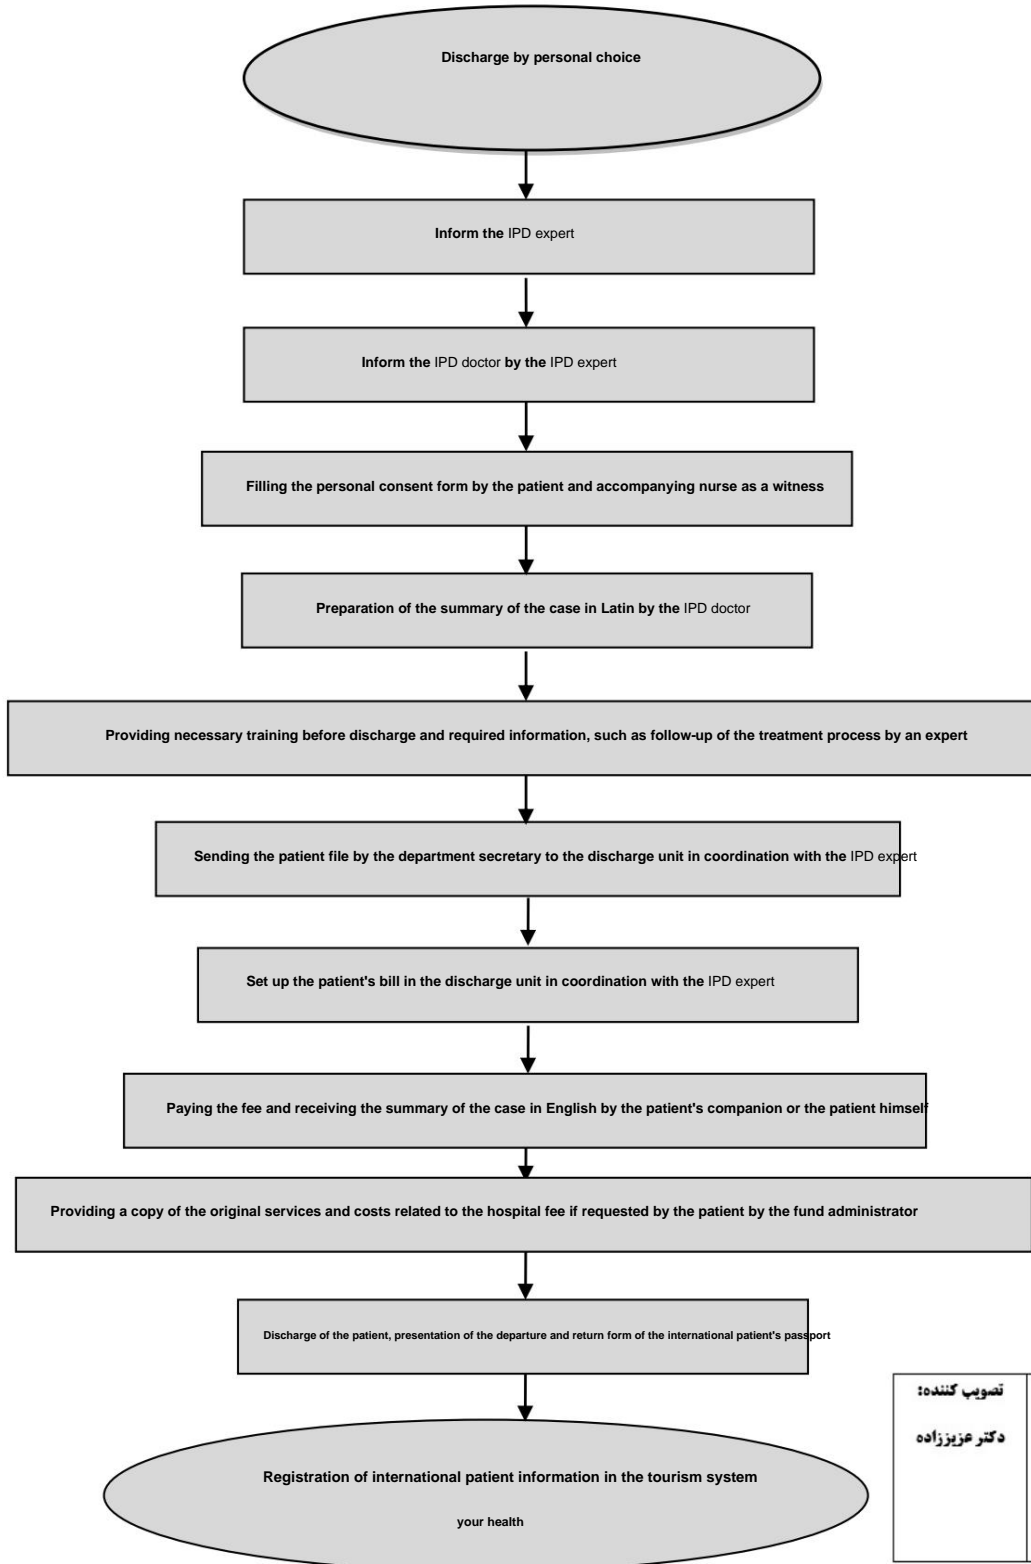 Discharge by personal choice
Inform the IPD expert
Inform the IPD doctor by the IPD expert
Filling the personal consent form by the patient and accompanying nurse as a witness
Preparation of the summary of the case in Latin by the IPD doctor
Providing necessary training before discharge and required information, such as follow-up of the treatment process by an expert
Sending the patient file by the department secretary to the discharge unit in coordination with the IPD expert
Set up the patient's bill in the discharge unit in coordination with the IPD expert
Paying the fee and receiving the summary of the case in English by the patient's companion or the patient himself
Providing a copy of the original services and costs related to the hospital fee if requested by the patient by the fund administrator
Discharge of the patient, presentation of the departure and return form of the international patient's passport
تصویب کننده:
دکتر عزیززاده
Registration of international patient information in the tourism system
your health